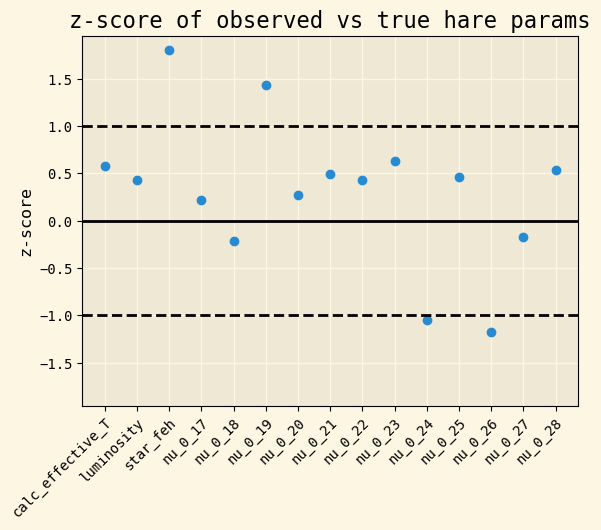 z-score of observed vs true hare params
z-score
1.5
1.0
0.5
0.0
−0.5
−1.0
−1.5
calc_effective_T
luminosity
star_feh
nu_0_17
nu_0_18
nu_0_19
nu_0_20
nu_0_21
nu_0_22
nu_0_23
nu_0_24
nu_0_25
nu_0_26
nu_0_27
nu_0_28